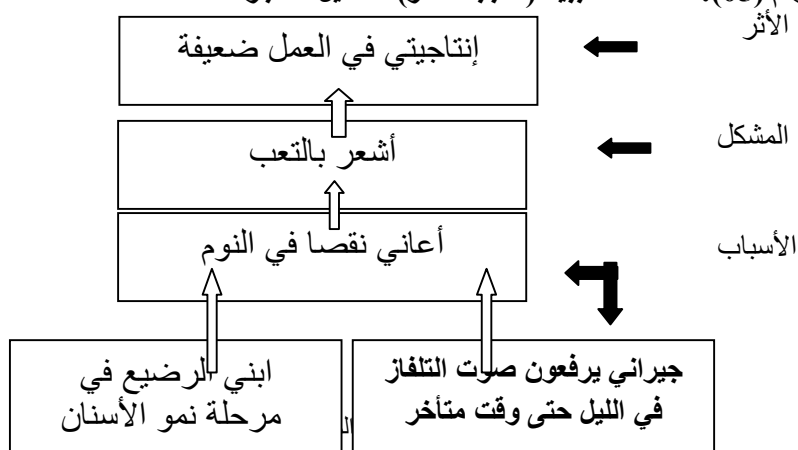 الأثر
إنتاجيتي في العمل ضعيفة
المشكل
أشعر بالتعب
الأسباب
أعاني نقصا في النوم
جيراني يرفعون صوت التلفاز
في الليل حتى وقت متأخر
ابني الرضيع في
مرحلة نمو الأسنان